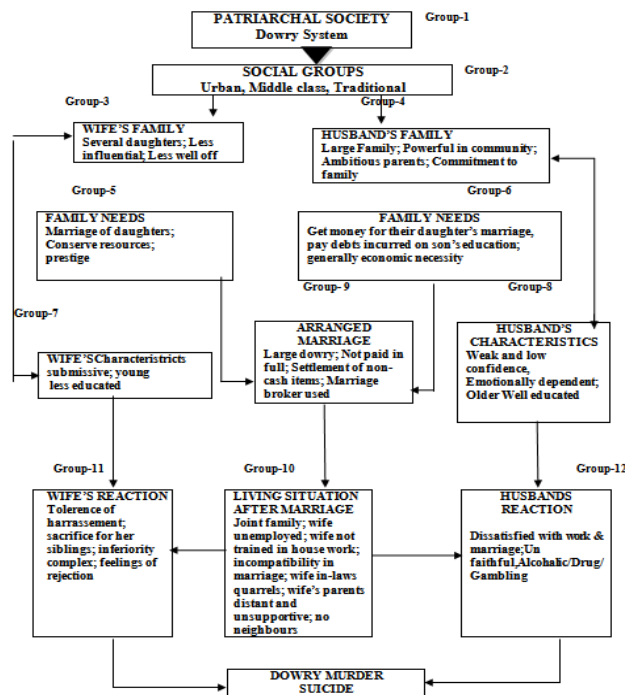 PATRIARCHAL SOCIETY
Dowry System
Group-1
SOCIAL GROUPS
Urban, Middle class, Traditional
Group-2
Group-3
WIFE'S FAMILY
Several daughters; Less
influential; Less well off
Group-4
HUSBAND'S FAMILY
Large Family; Powerful in community;
Ambitious parents; Commitment to
family
Group-5
FAMILY NEEDS
Marriage of daughters;
Conserve resources;
prestige
Group-6
FAMILY NEEDS
Get money for their daughter's marriage,
pay debts incurred on son's education;
generally economic necessity
Group-7
WIFE'S Characterstricts
submissive; young
less educated
Group- 9
ARRANGED
MARRIAGE
Large dowry; Not paid in
full; Settlement of non-
cash items; Marriage
broker used
Group-8
HUSBAND'S
CHARACTERISTICS
Weak and low
confidence,
Emotionally dependent;
Older Well educated
Group-11
WIFE'S REACTION
Tolerence of
harrassement;
sacrifice for her
siblings; inferiority
complex; feelings of
rejection
Group-10
LIVING SITUATION
AFTER MARRIAGE
Joint family; wife
unemployed; wife not
trained in house work;
incompatibility in
marriage; wife in-laws
quarrels; wife's parents
distant and
unsupportive; no
neighbours
Group-12
HUSBANDS
REACTION
Dissatisfied with work &
marriage;Un
faithful,Alcohalic/Drug/
Gambling
DOWRY MURDER
SUICIDE